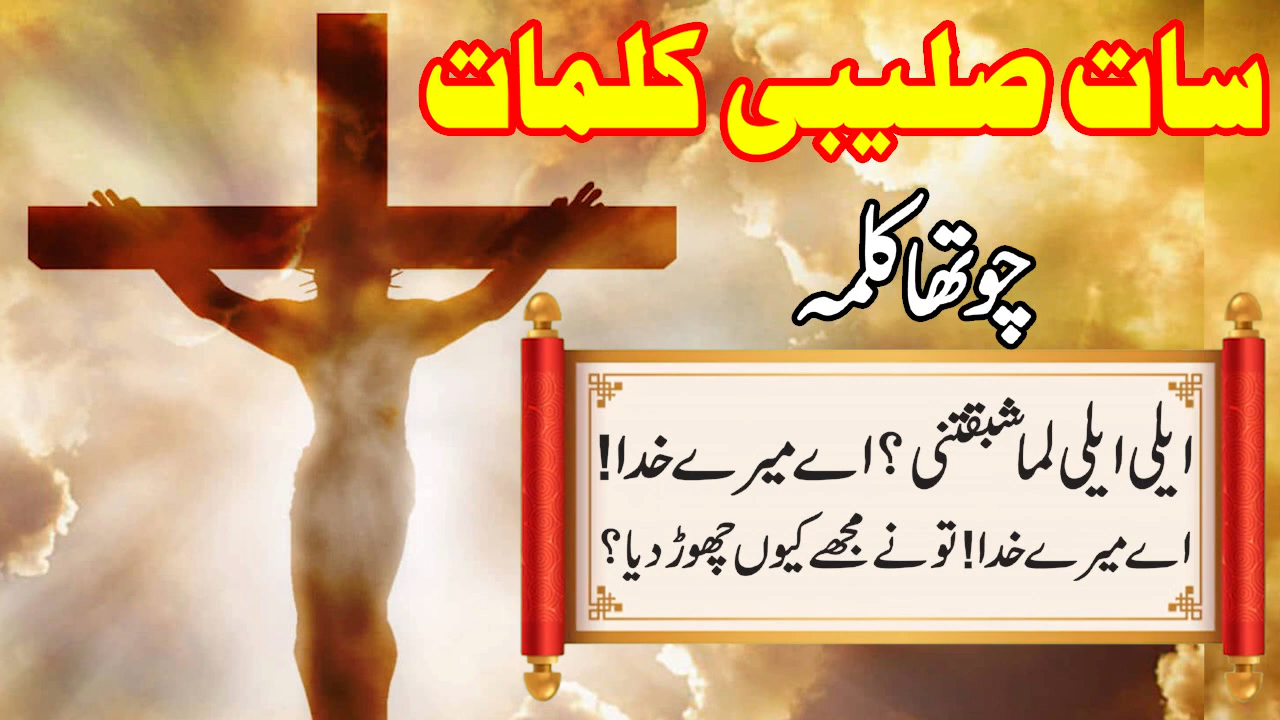 سات صلیبی کلمات
چوتھا کلمہ
ایلی ایلی لما شبقتنی ؟ اے میرے خدا!
اے میرے خدا! تو نے مجھے کیوں چھوڑ دیا؟